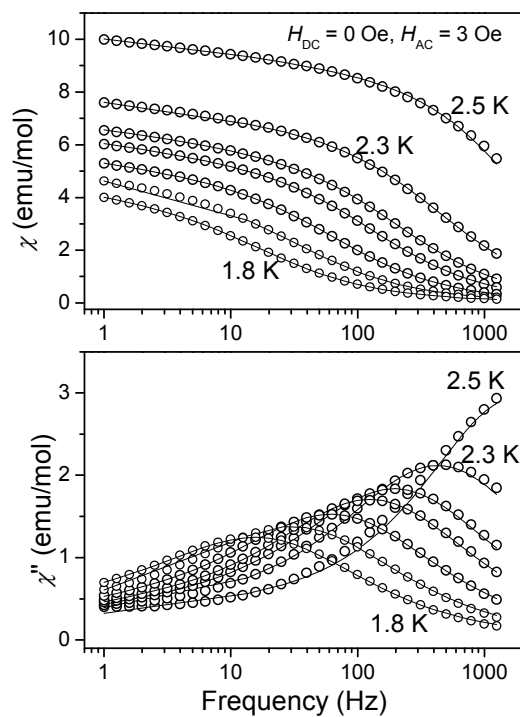 H_DC = 0 Oe, H_AC = 3 Oe
10
8
6
4
2
0
χ (emu/mol)
2.5 K
2.3 K
1.8 K
1
10
100
1000
3
2
1
0
χ" (emu/mol)
2.5 K
2.3 K
1.8 K
1
10
100
1000
Frequency (Hz)